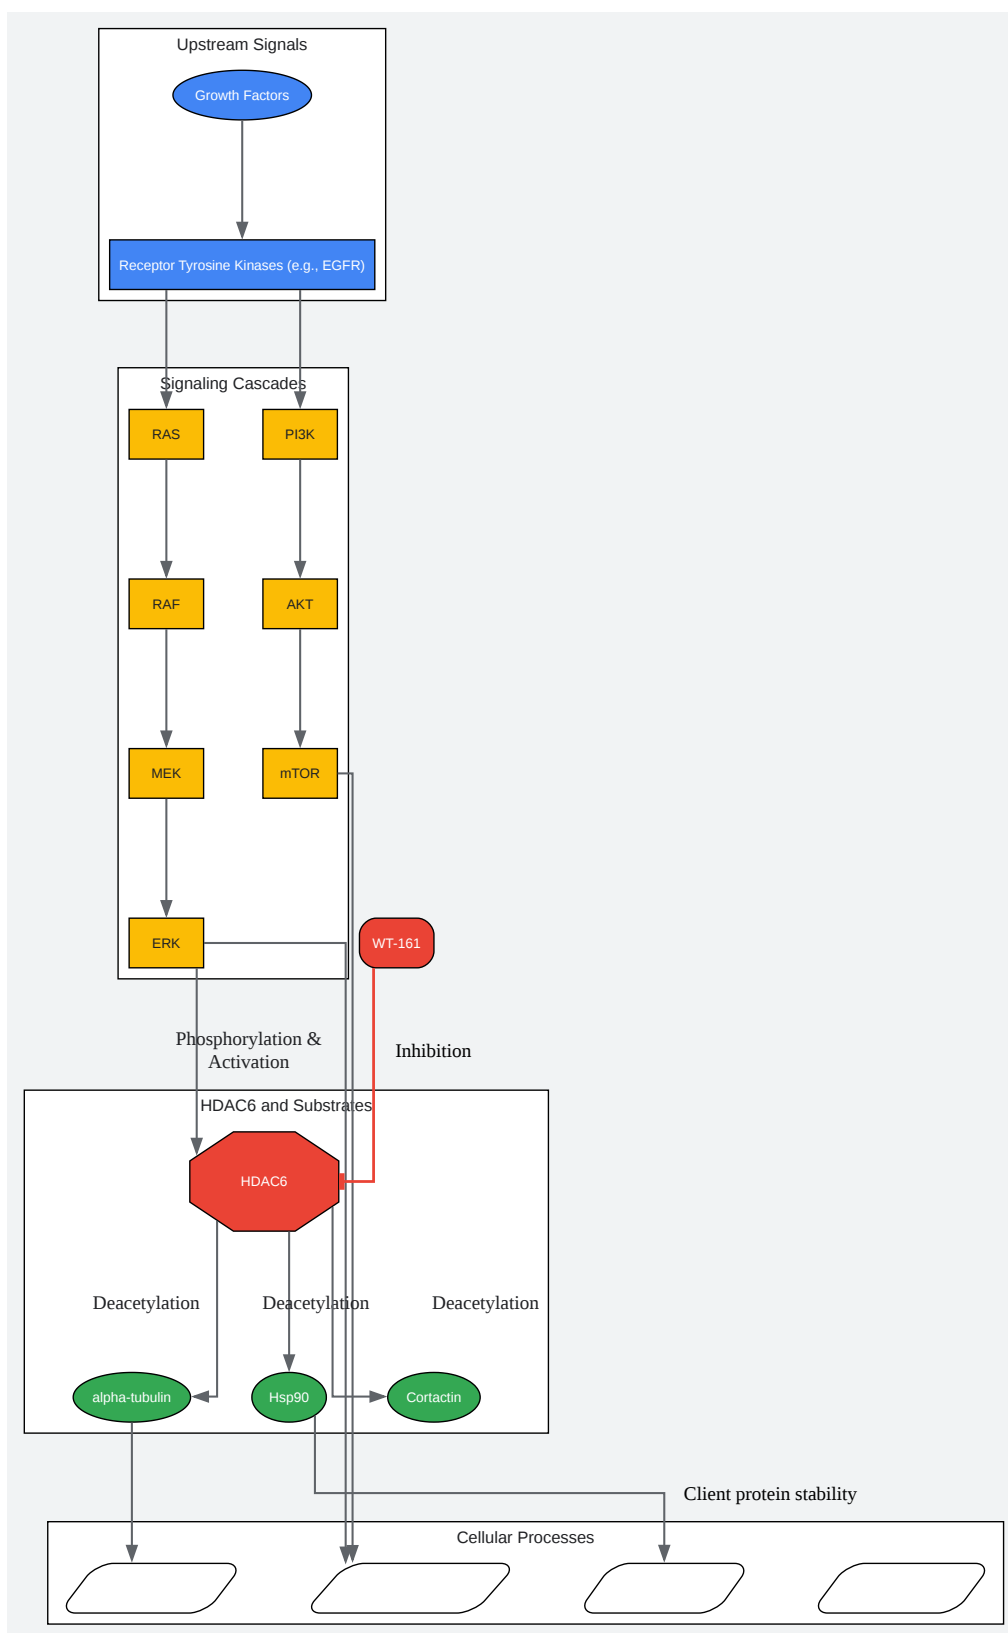 Upstream Signals
Growth Factors
Receptor Tyrosine Kinases (e.g., EGFR)
Signaling Cascades
RAS
PI3K
RAF
AKT
MEK
mTOR
ERK
WT-161
Phosphorylation &
Activation
Inhibition
HDAC6 and Substrates
HDAC6
Deacetylation
Deacetylation
Deacetylation
alpha-tubulin
Hsp90
Cortactin
Client protein stability
Cellular Processes